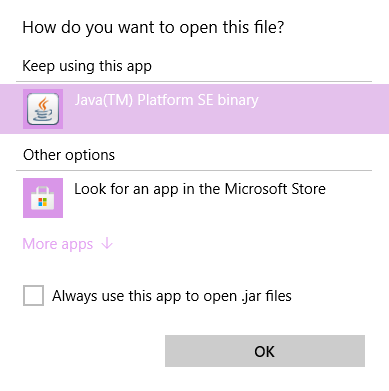 How do you want to open this file?
Keep using this app
Java(TM) Platform SE binary
Other options
Look for an app in the Microsoft Store
More apps ↓
Always use this app to open .jar files
OK